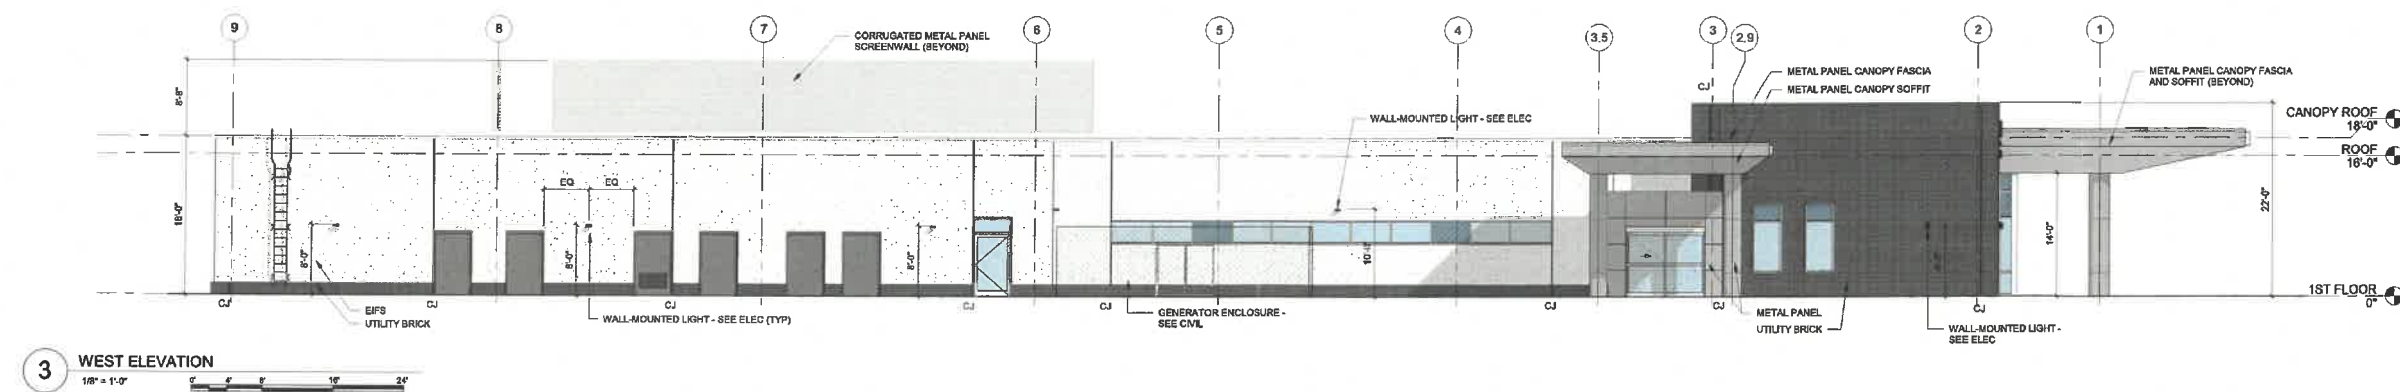 9
8
7
6
5
4
3.5
3
2.9
2
1
CORRUGATED METAL PANEL
SCREENWALL (BEYOND)
METAL PANEL CANOPY FASCIA
METAL PANEL CANOPY SOFFIT
METAL PANEL CANOPY FASCIA
AND SOFFIT (BEYOND)
CJ
8'-8"
WALL-MOUNTED LIGHT - SEE ELEC
CANOPY ROOF
18'-0"
ROOF
16'-0"
EQ
EQ
18'-0"
22'-0"
8'-0"
8'-0"
8'-0"
10'-0"
14'-0"
1ST FLOOR
0"
CJ
CJ
CJ
CJ
CJ
CJ
CJ
CJ
EIFS
UTILITY BRICK
WALL-MOUNTED LIGHT - SEE ELEC (TYP)
GENERATOR ENCLOSURE -
SEE CIVIL
METAL PANEL
UTILITY BRICK
WALL-MOUNTED LIGHT -
SEE ELEC
3
WEST ELEVATION
1/8" = 1'-0"
0' 4' 8' 16' 24'